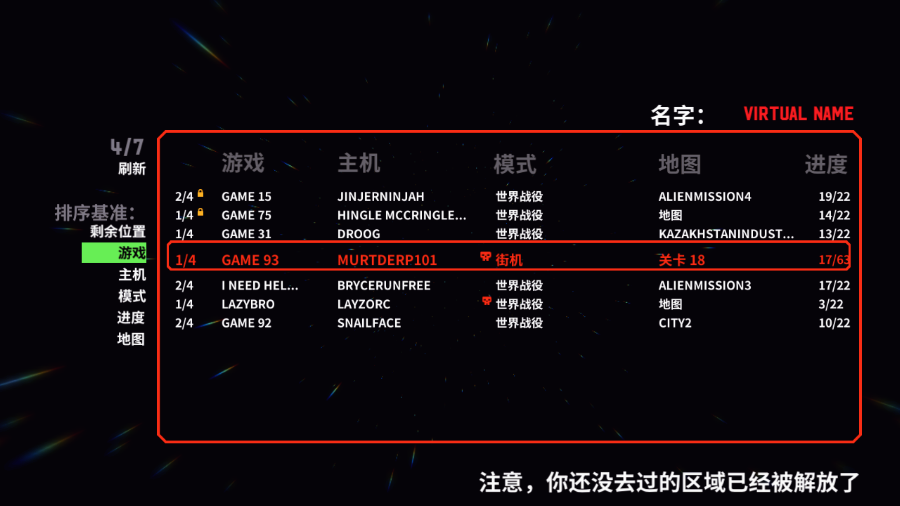 名字： VIRTUAL NAME
4/7
刷新
排序基准：
剩余位置
游戏
主机
模式
进度
地图
游戏 主机 模式 地图 进度
2/4 GAME 15 JINJERNINJAH 世界战役 ALIENMISSION4 19/22
1/4 GAME 75 HINGLE MCCRINGLE... 世界战役 地图 14/22
1/4 GAME 31 DROOG 世界战役 KAZAKHSTANINDUST... 13/22
1/4 GAME 93 MURTDERP101 街机 关卡 18 17/63
2/4 I NEED HEL... BRYCERUNFREE 世界战役 ALIENMISSION3 17/22
1/4 LAZYBRO LAYZORC 世界战役 地图 3/22
2/4 GAME 92 SNAILFACE 世界战役 CITY2 10/22
注意，你还没去过的区域已经被解放了